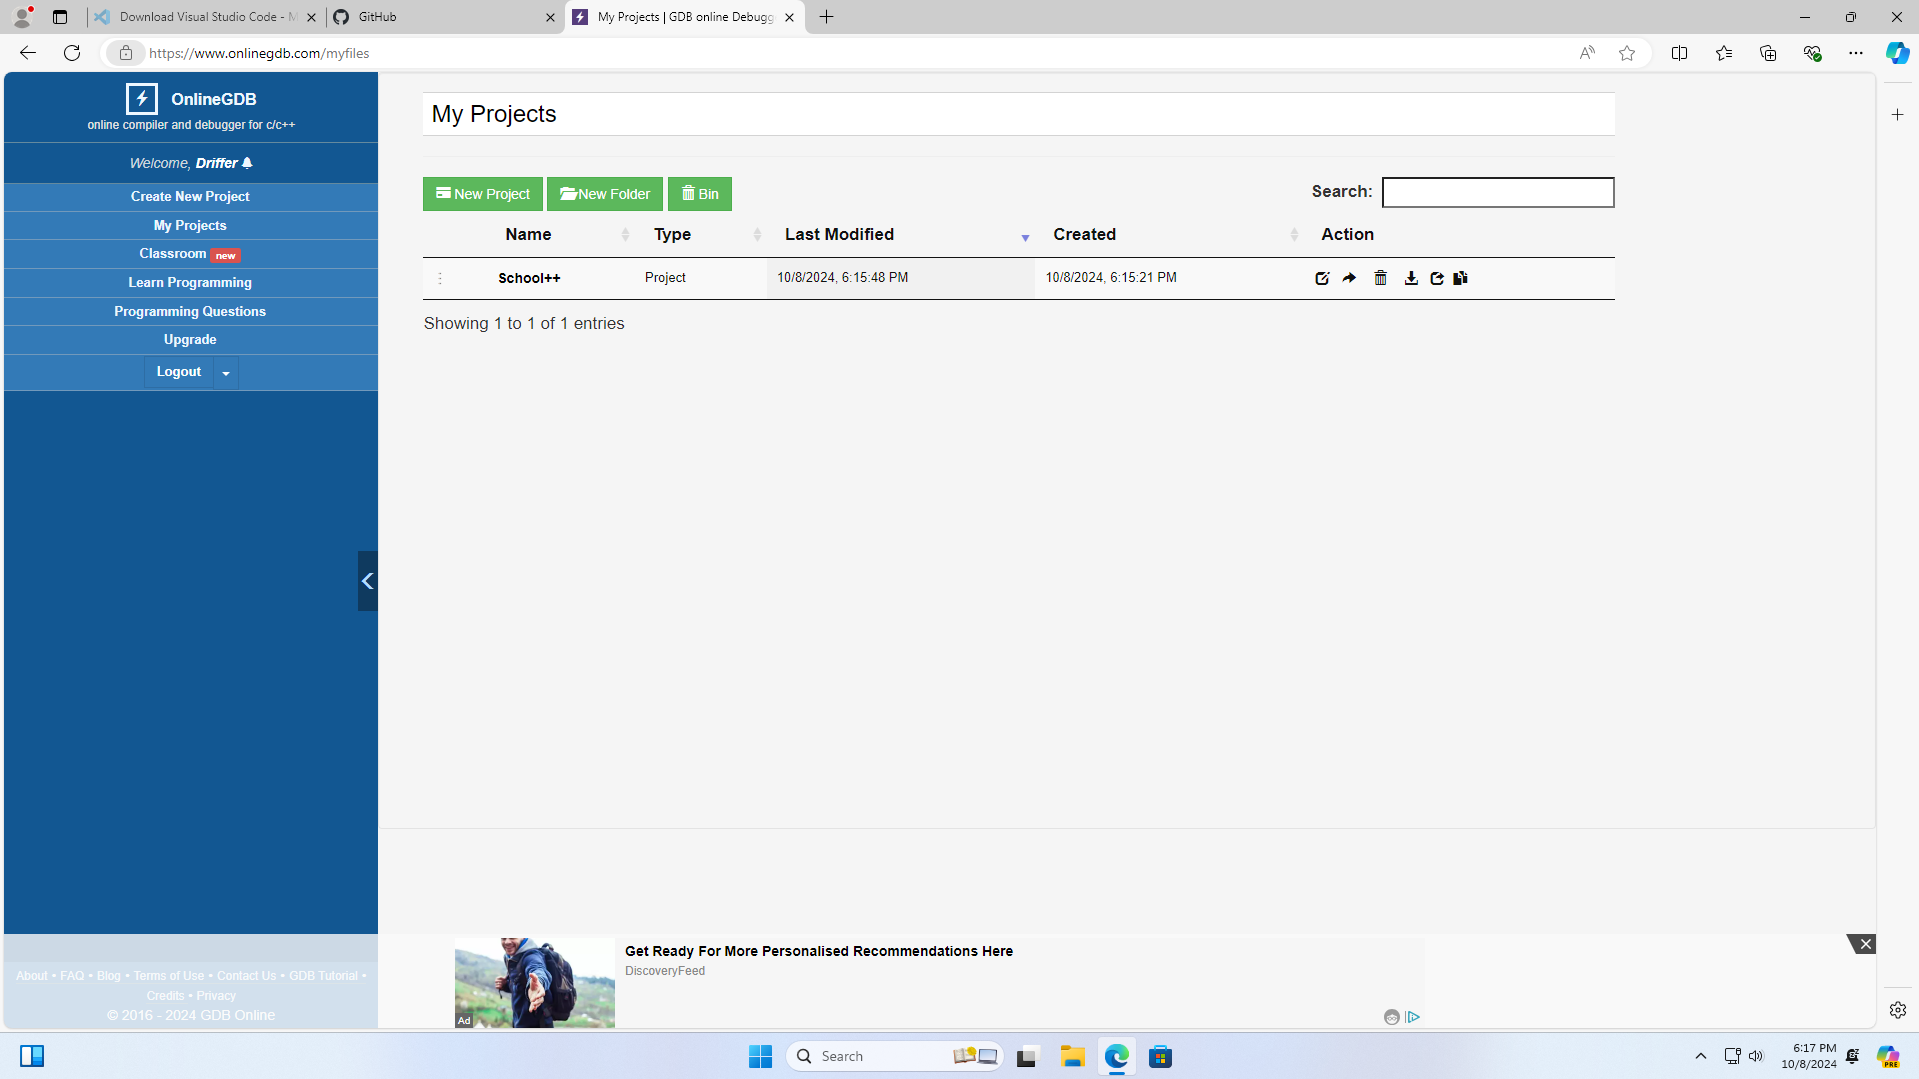 Download Visual Studio Code - M
GitHub
My Projects | GDB online Debugg
https://www.onlinegdb.com/myfiles
OnlineGDB
online compiler and debugger for c/c++
Welcome, Driffer
Create New Project
My Projects
Classroom new
Learn Programming
Programming Questions
Upgrade
Logout
My Projects
New Project New Folder Bin
Search:
Name Type Last Modified Created Action
School++ Project 10/8/2024, 6:15:48 PM 10/8/2024, 6:15:21 PM
Showing 1 to 1 of 1 entries
About • FAQ • Blog • Terms of Use • Contact Us • GDB Tutorial •
Credits • Privacy
© 2016 - 2024 GDB Online
Get Ready For More Personalised Recommendations Here
DiscoveryFeed
Ad
Search
6:17 PM
10/8/2024
PRE